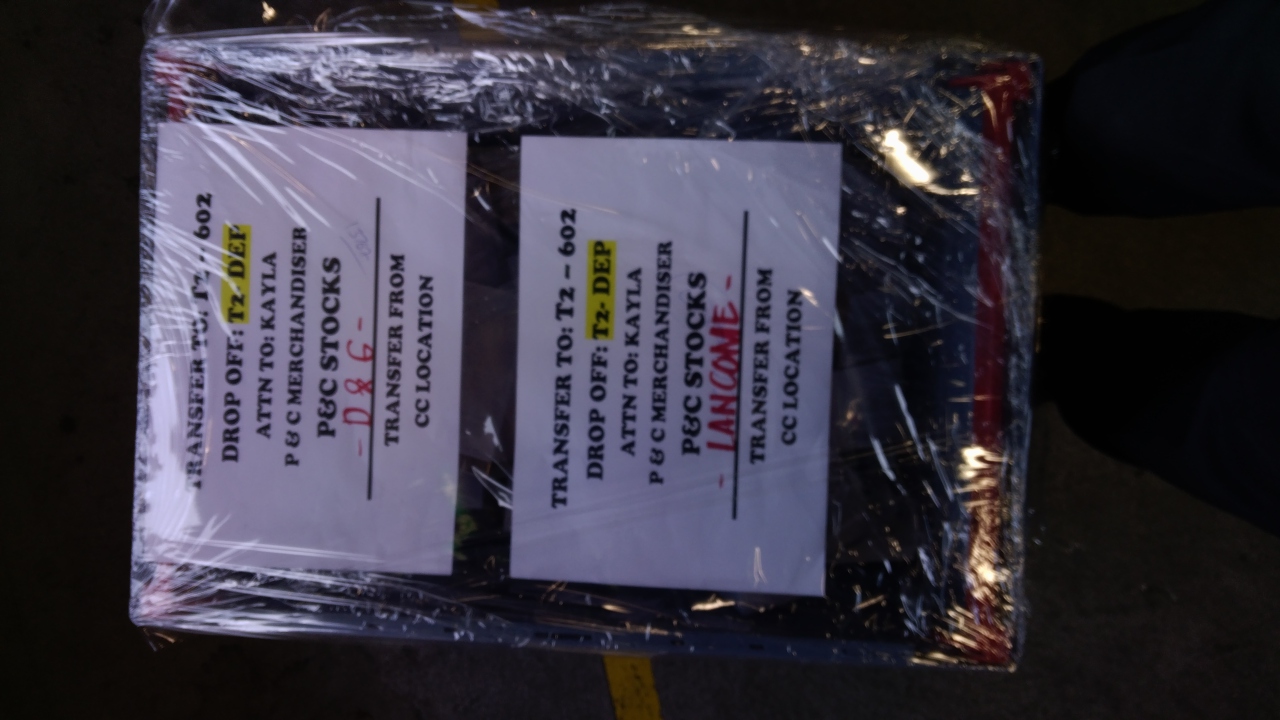 TRANSFER TO: T2 - 602
DROP OFF: T2- DEP
ATTN TO: KAYLA
P & C MERCHANDISER
P&C STOCKS
- D & G -
TRANSFER FROM
CC LOCATION
TRANSFER TO: T2 – 602
DROP OFF: T2- DEP
ATTN TO: KAYLA
P & C MERCHANDISER
P&C STOCKS
- LANCOME -
TRANSFER FROM
CC LOCATION